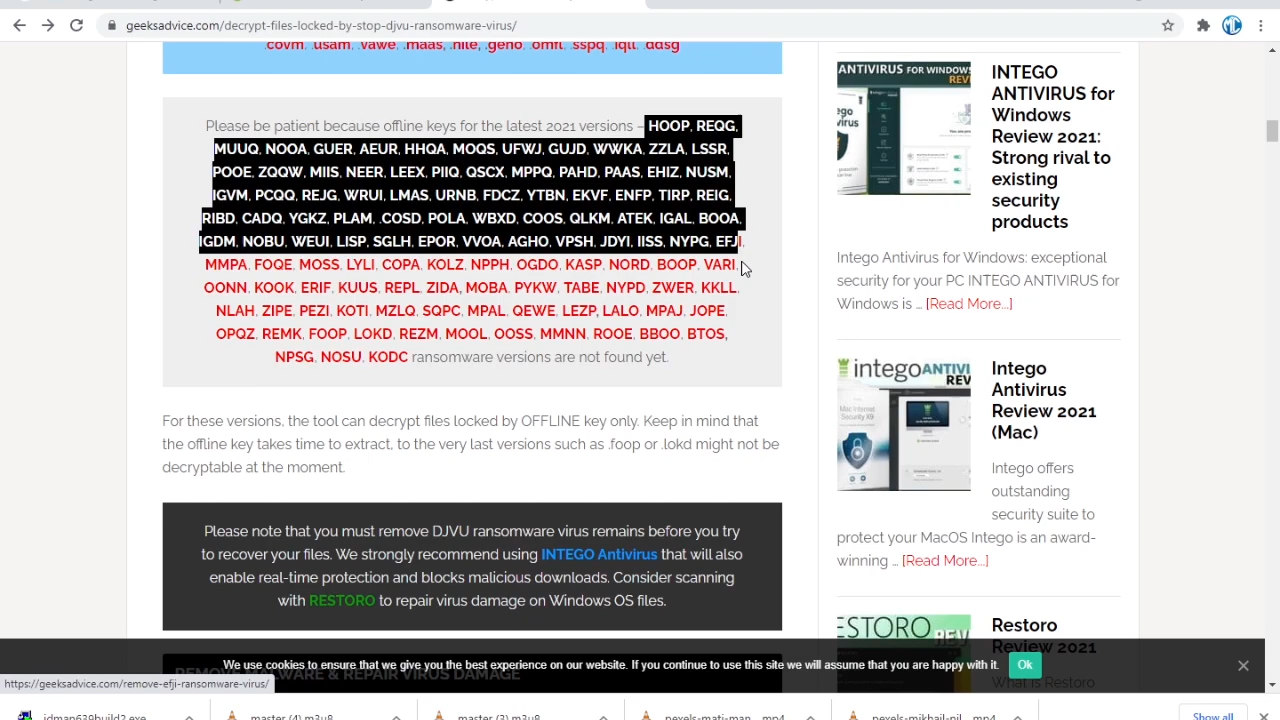 geeksadvice.com/decrypt-files-locked-by-stop-djvu-ransomware-virus/
.covm, .usam, .vawe, .maas, .nile, .geno, .omfl, .sspq, .iqll, .ddsg
Please be patient because offline keys for the latest 2021 versions – HOOP, REQG,
MUUQ, NOOA, GUER, AEUR, HHQA, MOQS, UFWJ, GUJD, WWKA, ZZLA, LSSR,
PCOE, ZQQW, MIIS, NEER, LEEX, PIIQ, QSCX, MPPQ, PAHD, PAAS, EHIZ, NUSM,
IGVM, PCQQ, REJG, WRUI, LMAS, URNB, FDCZ, YTBN, EKVF, ENFP, TIRP, REIG,
RIBD, CADQ, YGKZ, PLAM, .COSD, POLA, WBXD, COOS, QLKM, ATEK, IGAL, BOOA,
IGDM, NOBU, WEUI, LISP, SGLH, EPOR, VVOA, AGHO, VPSH, JDYI, IISS, NYPG, EFJI,
MMPA, FOQE, MOSS, LYLI, COPA, KOLZ, NPPH, OGDO, KASP, NORD, BOOP, VARI,
OONN, KOOK, ERIF, KUUS, REPL, ZIDA, MOBA, PYKW, TABE, NYPD, ZWER, KKLL,
NLAH, ZIPE, PEZI, KOTI, MZLQ, SQPC, MPAL, QEWE, LEZP, LALO, MPAJ, JOPE,
OPQZ, REMK, FOOP, LOKD, REZM, MOOL, OOSS, MMNN, ROOE, BBOO, BTOS,
NPSG, NOSU, KODC ransomware versions are not found yet.
For these versions, the tool can decrypt files locked by OFFLINE key only. Keep in mind that
the offline key takes time to extract, to the very last versions such as .foop or .lokd might not be
decryptable at the moment.
Please note that you must remove DJVU ransomware virus remains before you try
to recover your files. We strongly recommend using INTEGO Antivirus that will also
enable real-time protection and blocks malicious downloads. Consider scanning
with RESTORO to repair virus damage on Windows OS files.
REMOVE MALWARE & REPAIR VIRUS DAMAGE
ANTIVIRUS FOR WINDOWS
REV
INTEGO
ANTIVIRUS for
Windows
Review 2021:
Strong rival to
existing
security
products
Intego Antivirus for Windows: exceptional
security for your PC INTEGO ANTIVIRUS for
Windows is ... [Read More...]
intego ANTIV
REV
Intego
Antivirus
Review 2021
(Mac)
Intego offers
outstanding
security suite to
protect your MacOS Intego is an award-
winning ... [Read More...]
ESTORO
REV
Restoro
Review 2021
What is Restoro
We use cookies to ensure that we give you the best experience on our website. If you continue to use this site we will assume that you are happy with it.
Ok
https://geeksadvice.com/remove-efji-ransomware-virus/
idman639build2.exe
master (4).m3u8
master (3).m3u8
pexels-mati-man....mp4
pexels-mikhail-nil....mp4
Show all